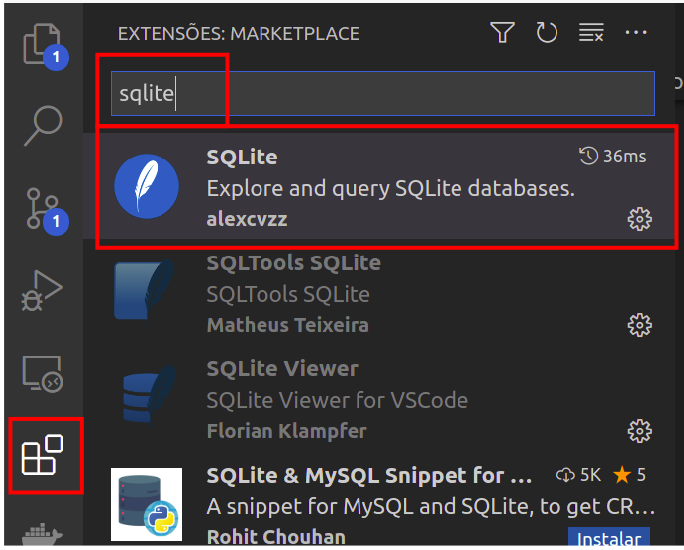 EXTENSÕES: MARKETPLACE
1
sqlite
SQLite 36ms
Explore and query SQLite databases.
alexcvzz
1
SQLTools SQLite
SQLTools SQLite
Matheus Teixeira
SQLite Viewer
SQLite Viewer for VSCode
Florian Klampfer
SQLite & MySQL Snippet for ... 5K 5
A snippet for MySQL and SQLite, to get CR...
Rohit Chouhan Instalar